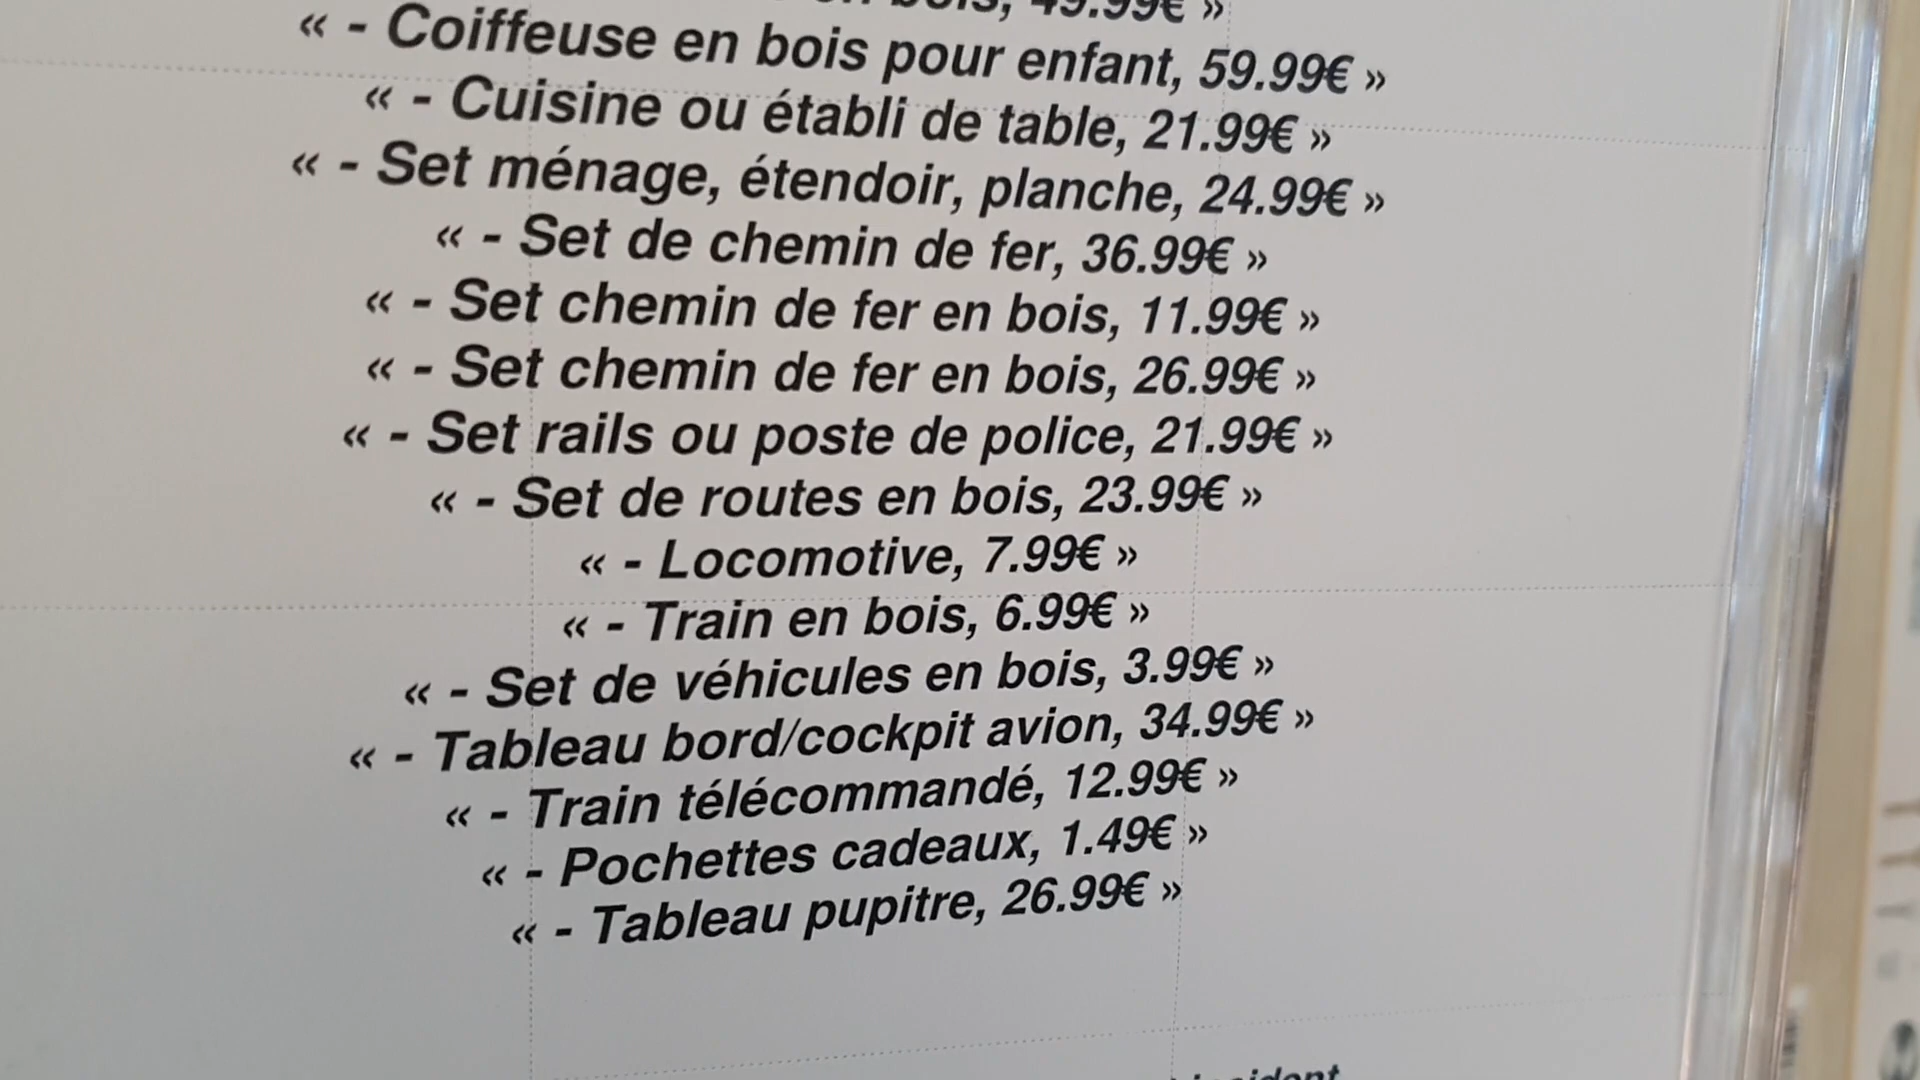 « - Coiffeuse en bois pour enfant, 59.99€ »
« - Cuisine ou établi de table, 21.99€ »
« - Set ménage, étendoir, planche, 24.99€ »
« - Set de chemin de fer, 36.99€ »
« - Set chemin de fer en bois, 11.99€ »
« - Set chemin de fer en bois, 26.99€ »
« - Set rails ou poste de police, 21.99€ »
« - Set de routes en bois, 23.99€ »
« - Locomotive, 7.99€ »
« - Train en bois, 6.99€ »
« - Set de véhicules en bois, 3.99€ »
« - Tableau bord/cockpit avion, 34.99€ »
« - Train télécommandé, 12.99€ »
« - Pochettes cadeaux, 1.49€ »
« - Tableau pupitre, 26.99€ »